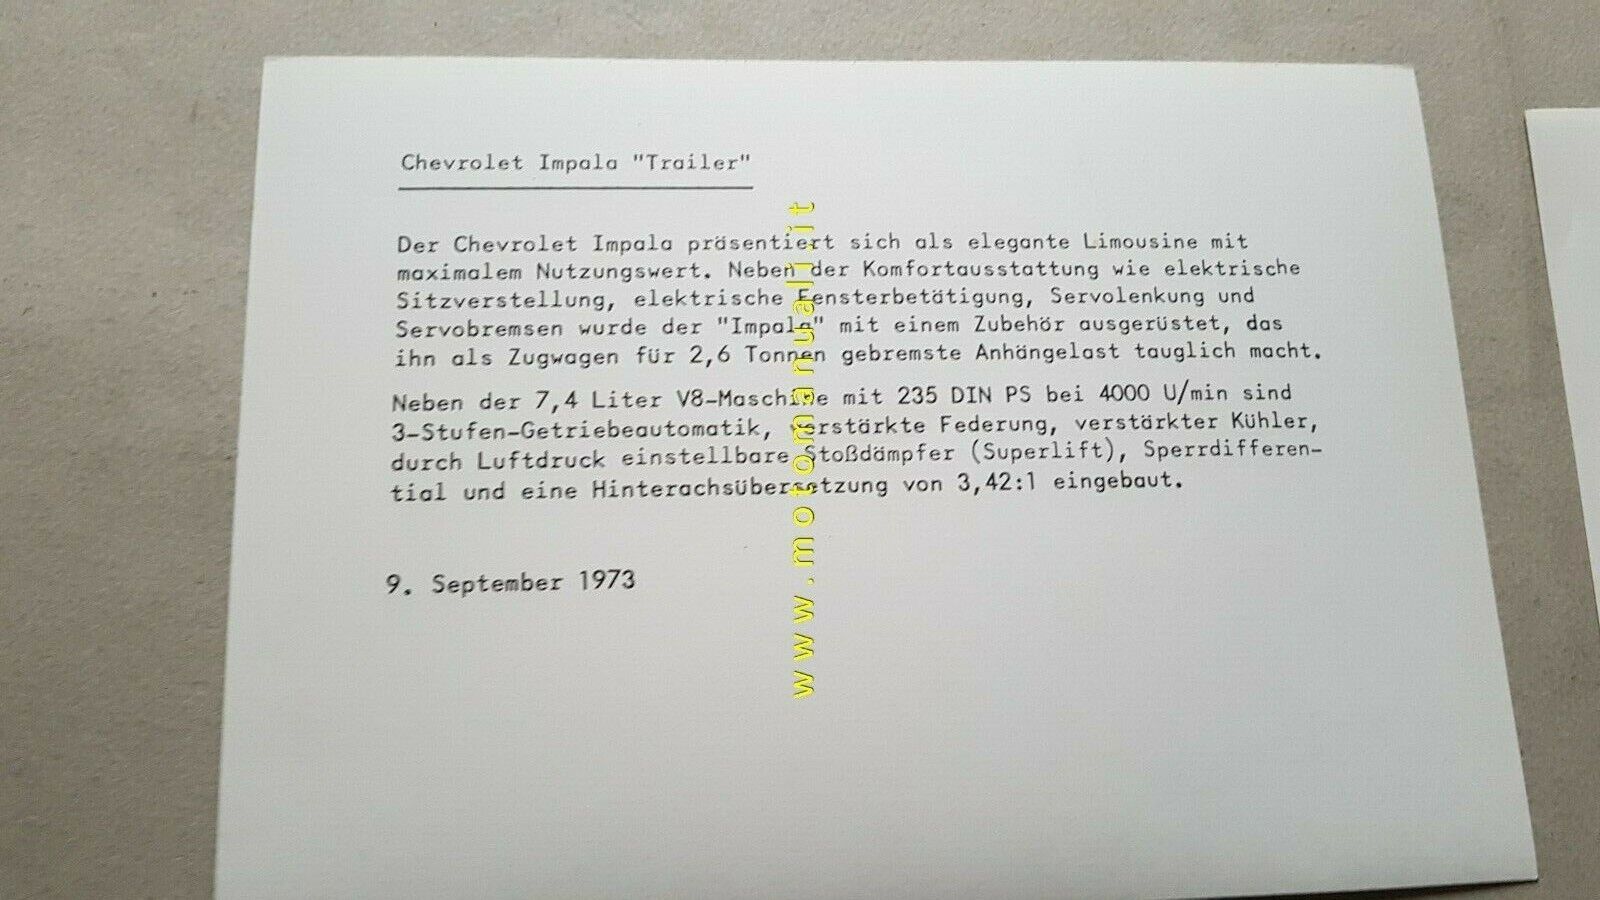 Chevrolet Impala "Trailer"
Der Chevrolet Impala präsentiert sich als elegante Limousine mit
maximalem Nutzungswert. Neben der Komfortausstattung wie elektrische
Sitzverstellung, elektrische Fensterbetätigung, Servolenkung und
Servobremsen wurde der "Impala" mit einem Zubehör ausgerüstet, das
ihn als Zugwagen für 2,6 Tonnen gebremste Anhängelast tauglich macht.
Neben der 7,4 Liter V8-Maschine mit 235 DIN PS bei 4000 U/min sind
3-Stufen-Getriebeautomatik, verstärkte Federung, verstärkter Kühler,
durch Luftdruck einstellbare Stoßdämpfer (Superlift), Sperrdifferen-
tial und eine Hinterachsübersetzung von 3,42:1 eingebaut.
9. September 1973
www.motomanuali.it